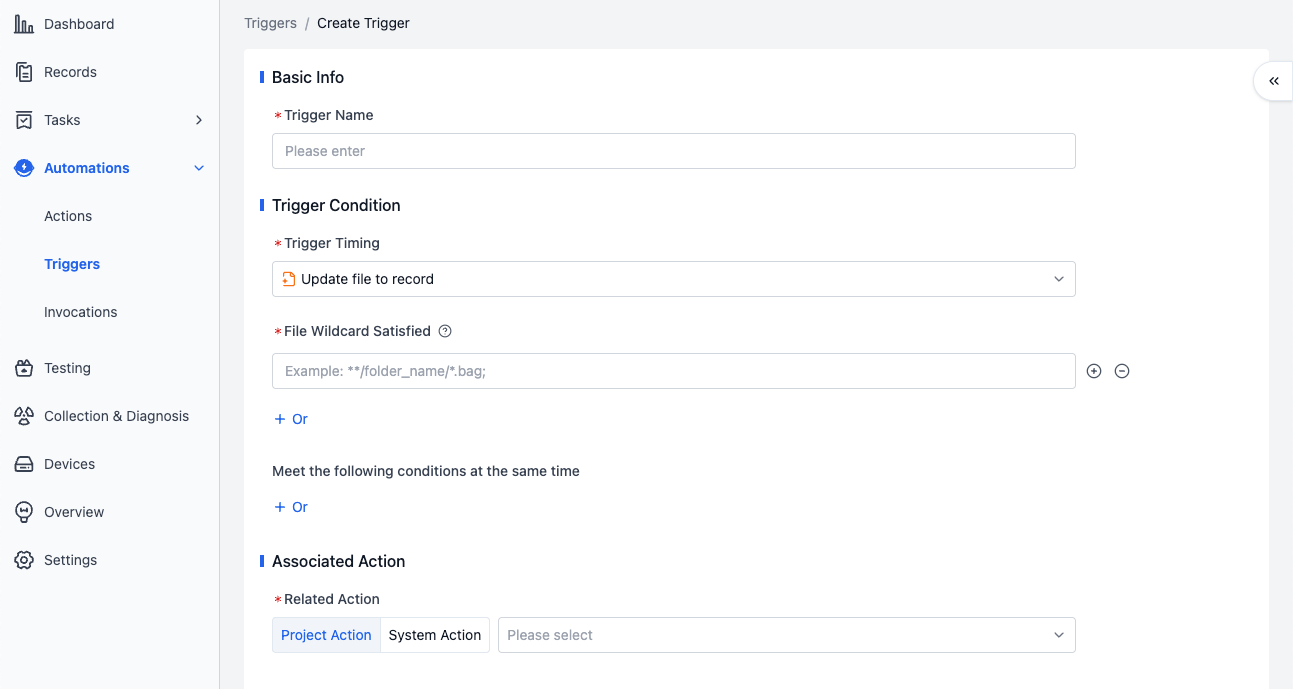 Dashboard
Records
Tasks
Automations
Actions
Triggers
Invocations
Testing
Collection & Diagnosis
Devices
Overview
Settings
Triggers / Create Trigger
Basic Info
* Trigger Name
Please enter
Trigger Condition
* Trigger Timing
Update file to record
* File Wildcard Satisfied
Example: **/folder_name/*.bag;
+ Or
Meet the following conditions at the same time
+ Or
Associated Action
* Related Action
Project Action System Action Please select